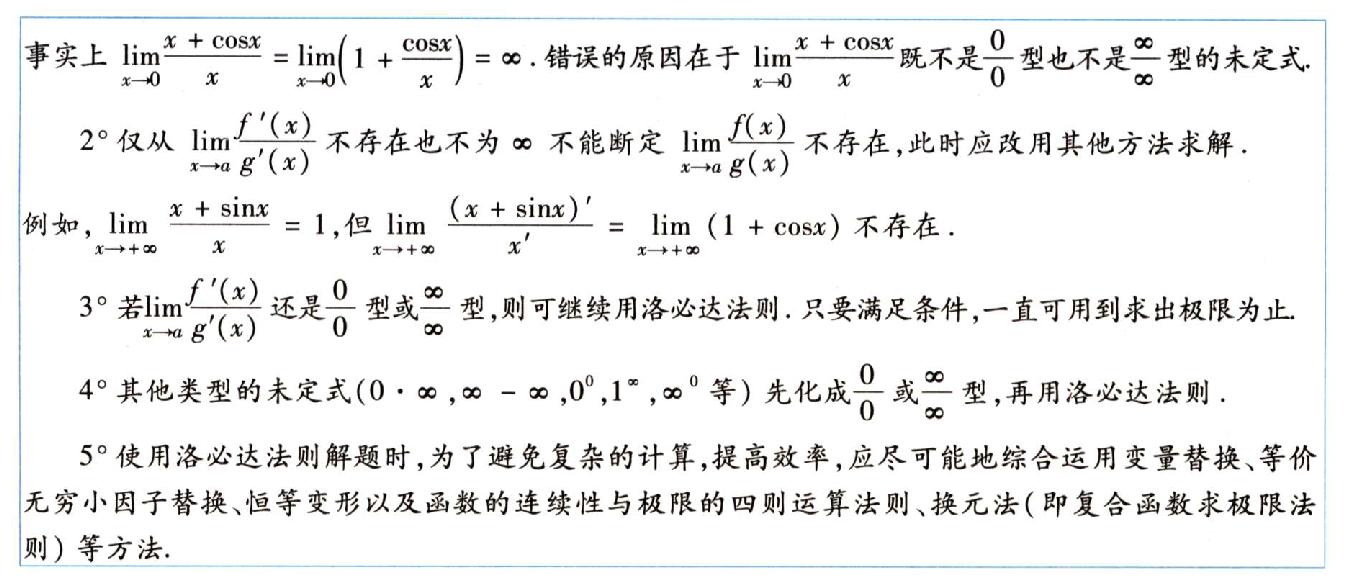 事实上 $\lim\limits_{x\to 0}\frac{x+\cos x}{x}=\lim\limits_{x\to 0}\left(1+\frac{\cos x}{x}\right)=\infty$.错误的原因在于 $\lim\limits_{x\to 0}\frac{x+\cos x}{x}$既不是$\frac{0}{0}$型也不是$\frac{\infty}{\infty}$型的未定式.
2°仅从 $\lim\limits_{x\to a}\frac{f'(x)}{g'(x)}$ 不存在也不为 ∞ 不能断定 $\lim\limits_{x\to a}\frac{f(x)}{g(x)}$ 不存在,此时应改用其他方法求解.
例如, $\lim\limits_{x\to +\infty}\frac{x+\sin x}{x}=1$,但 $\lim\limits_{x\to +\infty}\frac{(x+\sin x)'}{x'}=\lim\limits_{x\to +\infty}(1+\cos x)$ 不存在.
3°若$\lim\limits_{x\to a}\frac{f'(x)}{g'(x)}$还是$\frac{0}{0}$型或$\frac{\infty}{\infty}$型,则可继续用洛必达法则.只要满足条件,一直可用到求出极限为止.
4°其他类型的未定式($0\cdot\infty,\infty-\infty,0^0,1^\infty,\infty^0$等)先化成$\frac{0}{0}$或$\frac{\infty}{\infty}$型,再用洛必达法则.
5°使用洛必达法则解题时,为了避免复杂的计算,提高效率,应尽可能地综合运用变量替换、等价
无穷小因子替换、恒等变形以及函数的连续性与极限的四则运算法则、换元法(即复合函数求极限法
则)等方法.